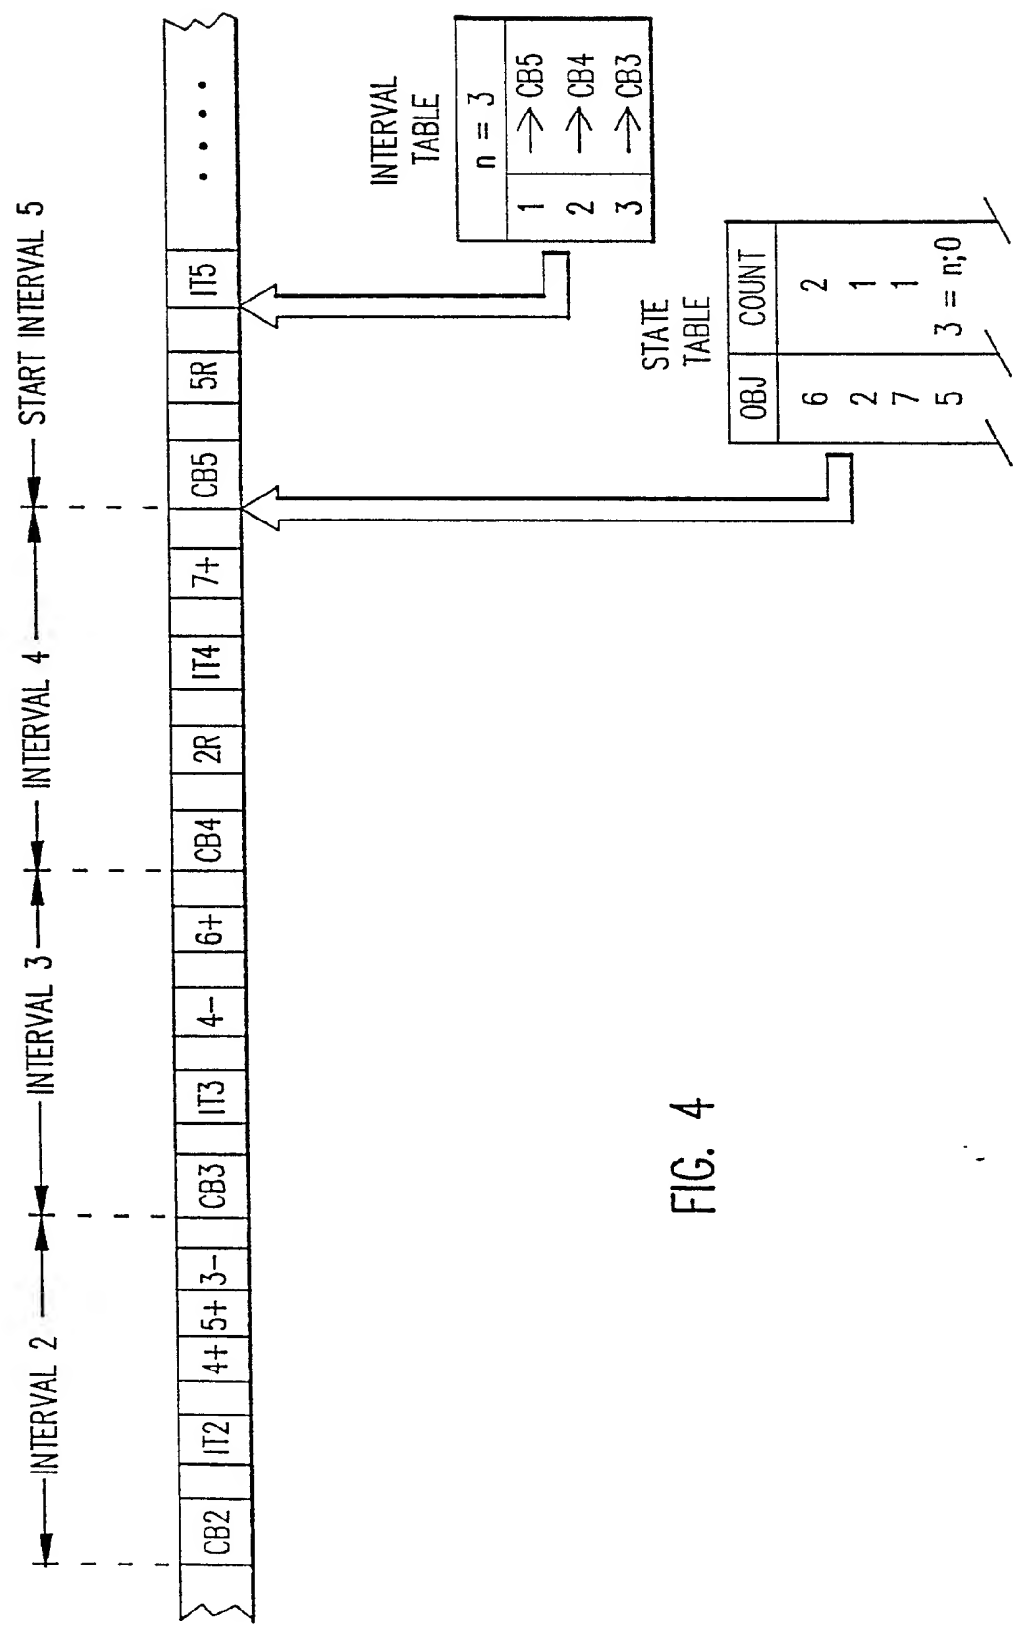 INTERVAL 2
INTERVAL 3
INTERVAL 4
START INTERVAL 5
CB2
IT2
4+
5+
3-
CB3
IT3
4-
6+
CB4
2R
IT4
7+
CB5
5R
IT5
. . . .
STATE
TABLE
OBJ COUNT
6 2
2 1
7 1
5 3 = n;0
INTERVAL
TABLE
n = 3
1 →CB5
2 →CB4
3 →CB3
FIG. 4